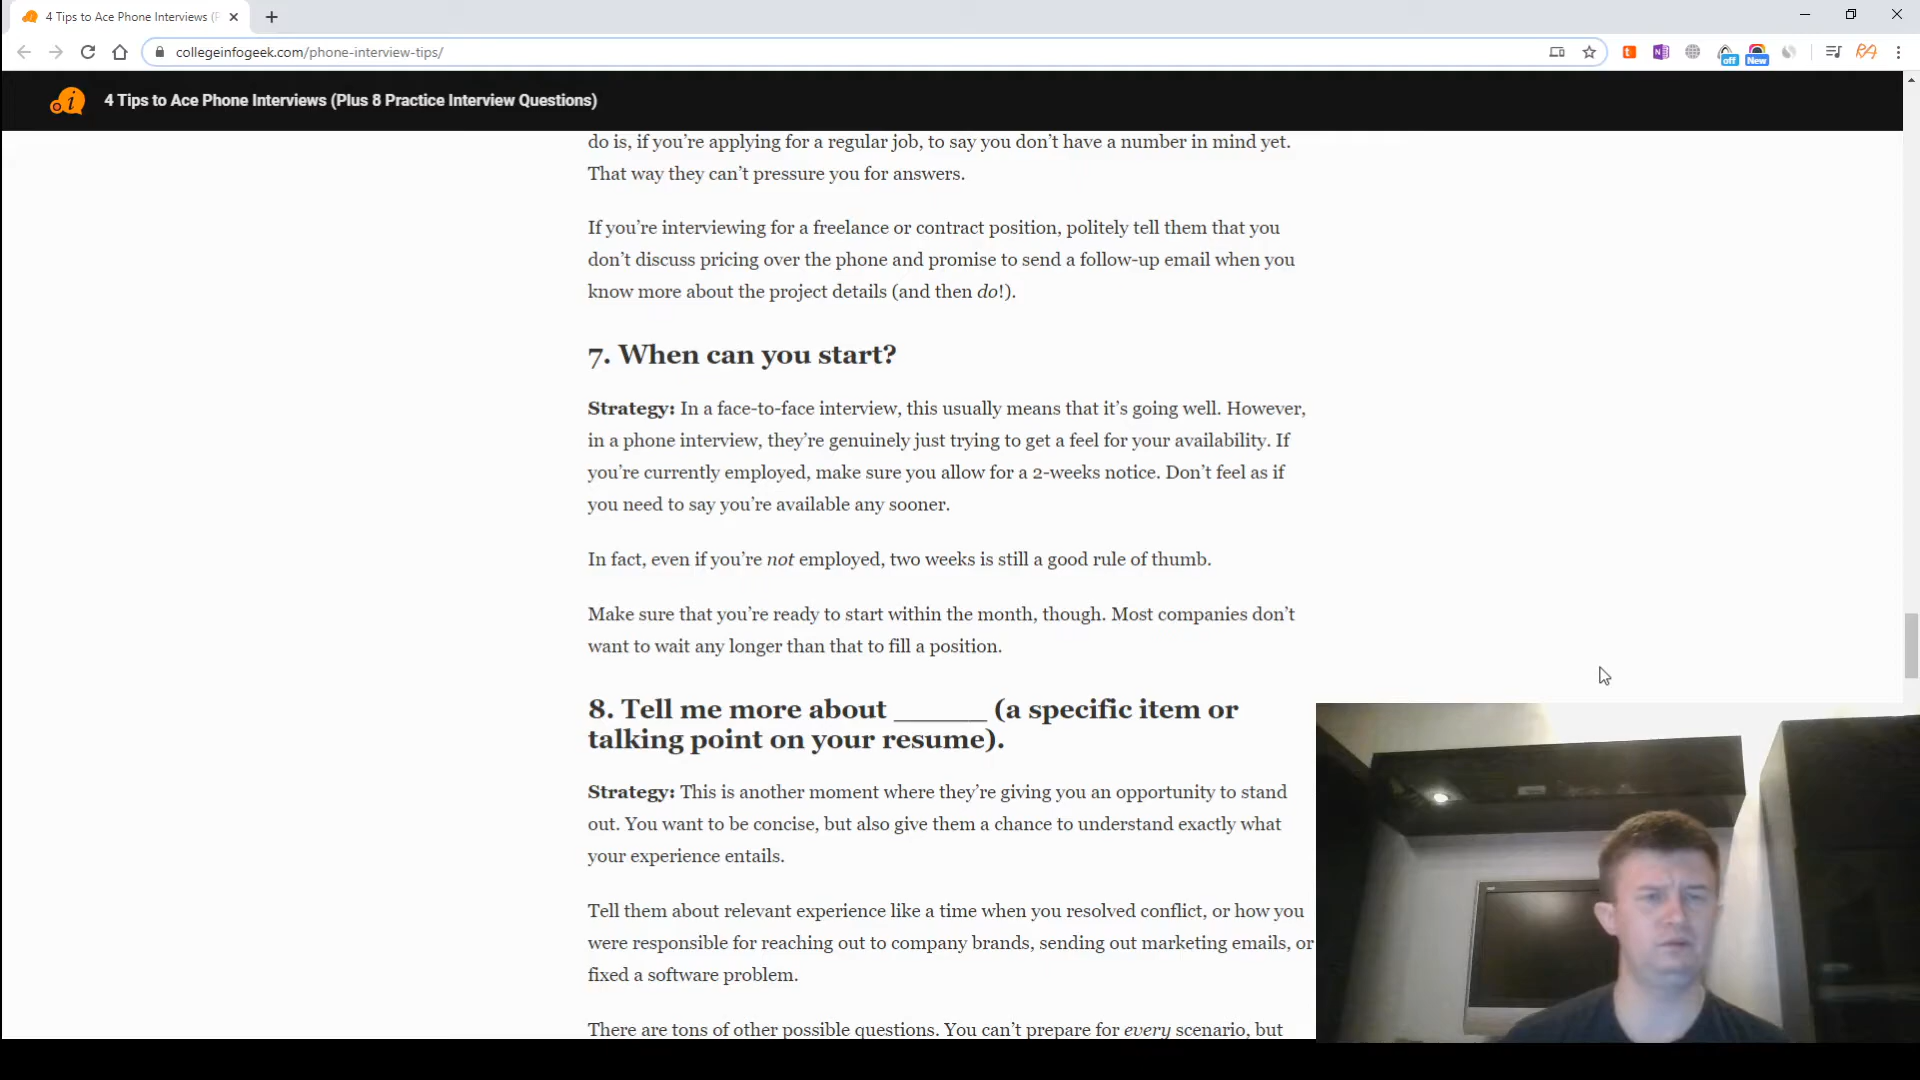 4 Tips to Ace Phone Interviews (P
collegeinfogeek.com/phone-interview-tips/
off
New
4 Tips to Ace Phone Interviews (Plus 8 Practice Interview Questions)
do is, if you’re applying for a regular job, to say you don’t have a number in mind yet.
That way they can’t pressure you for answers.
If you’re interviewing for a freelance or contract position, politely tell them that you
don’t discuss pricing over the phone and promise to send a follow-up email when you
know more about the project details (and then do!).
7. When can you start?
Strategy: In a face-to-face interview, this usually means that it’s going well. However,
in a phone interview, they’re genuinely just trying to get a feel for your availability. If
you’re currently employed, make sure you allow for a 2-weeks notice. Don’t feel as if
you need to say you’re available any sooner.
In fact, even if you’re not employed, two weeks is still a good rule of thumb.
Make sure that you’re ready to start within the month, though. Most companies don’t
want to wait any longer than that to fill a position.
8. Tell me more about ______ (a specific item or
talking point on your resume).
Strategy: This is another moment where they’re giving you an opportunity to stand
out. You want to be concise, but also give them a chance to understand exactly what
your experience entails.
Tell them about relevant experience like a time when you resolved conflict, or how you
were responsible for reaching out to company brands, sending out marketing emails, or
fixed a software problem.
There are tons of other possible questions. You can’t prepare for every scenario, but